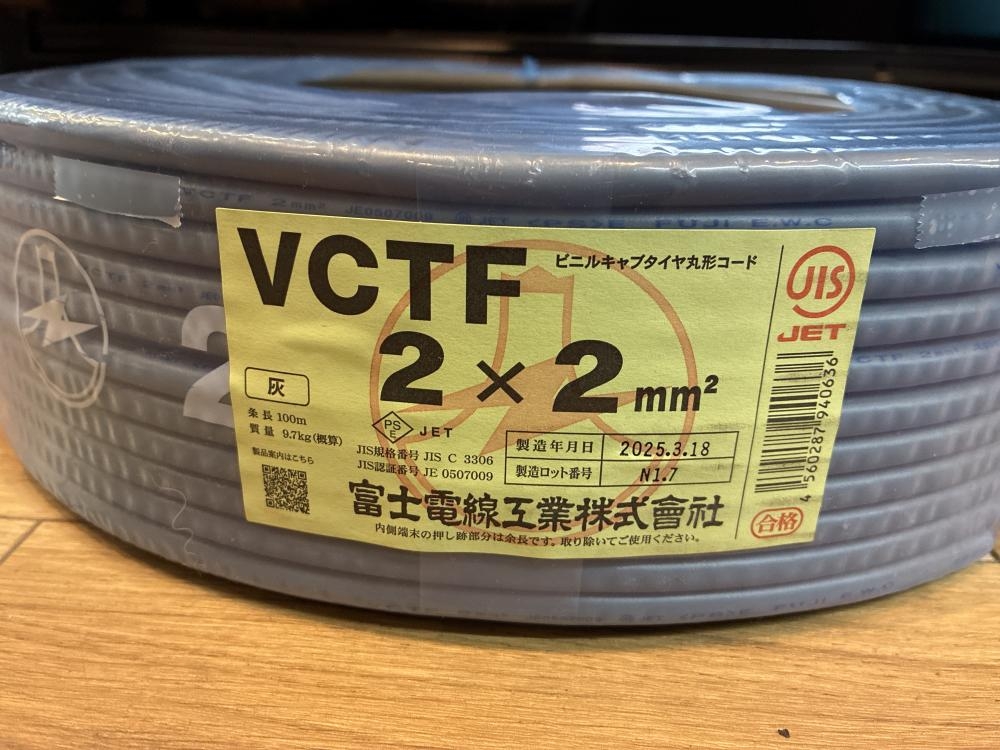 VCTF 2mm² JE0507009 JET <PS>E FUJI E.W.C
VCTF
ビニルキャブタイヤ丸形コード
2 × 2 mm²
灰
条長 100m
質量 9.7kg(概算)
製品案内はこちら
PS
E
JET
JIS規格番号 JIS C 3306
JIS認証番号 JE 0507009
製造年月日 2025.3.18
製造ロット番号 N1.7
富士電線工業株式會社
内側端末の押し跡部分は余長です。取り除いてご使用ください。
JIS
JET
4560287940636
合格
2